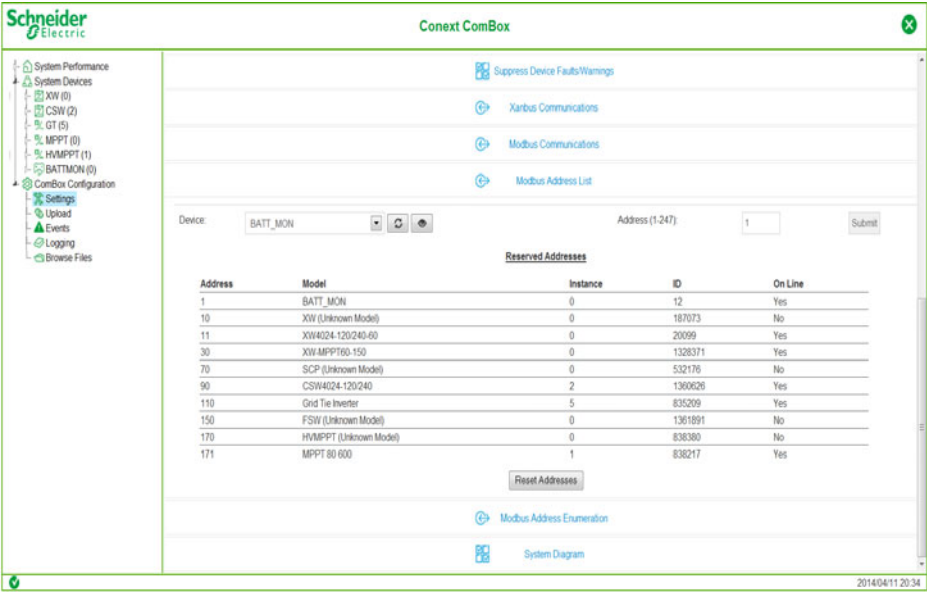 Schneider Electric
Conext ComBox
System Performance
System Devices
XW (0)
CSW (2)
GT (5)
MPPT (0)
HVMPPT (1)
BATTMON (0)
ComBox Configuration
Settings
Upload
Events
Logging
Browse Files
Suppress Device Faults/Warnings
Xanbus Communications
Modbus Communications
Modbus Address List
Device: BATT_MON Address (1-247): 1 Submit
Reserved Addresses
Address Model Instance ID On Line
1 BATT_MON 0 12 Yes
10 XW (Unknown Model) 0 187073 No
11 XW4024-120/240-60 0 20099 Yes
30 XW-MPPT60-150 0 1328371 Yes
70 SCP (Unknown Model) 0 532176 No
90 CSW4024-120/240 2 1360626 Yes
110 Grid Tie Inverter 5 835209 Yes
150 FSW (Unknown Model) 0 1361891 No
170 HVMPPT (Unknown Model) 0 838380 No
171 MPPT 80 600 1 838217 Yes
Reset Addresses
Modbus Address Enumeration
System Diagram
2014/04/11 20:34